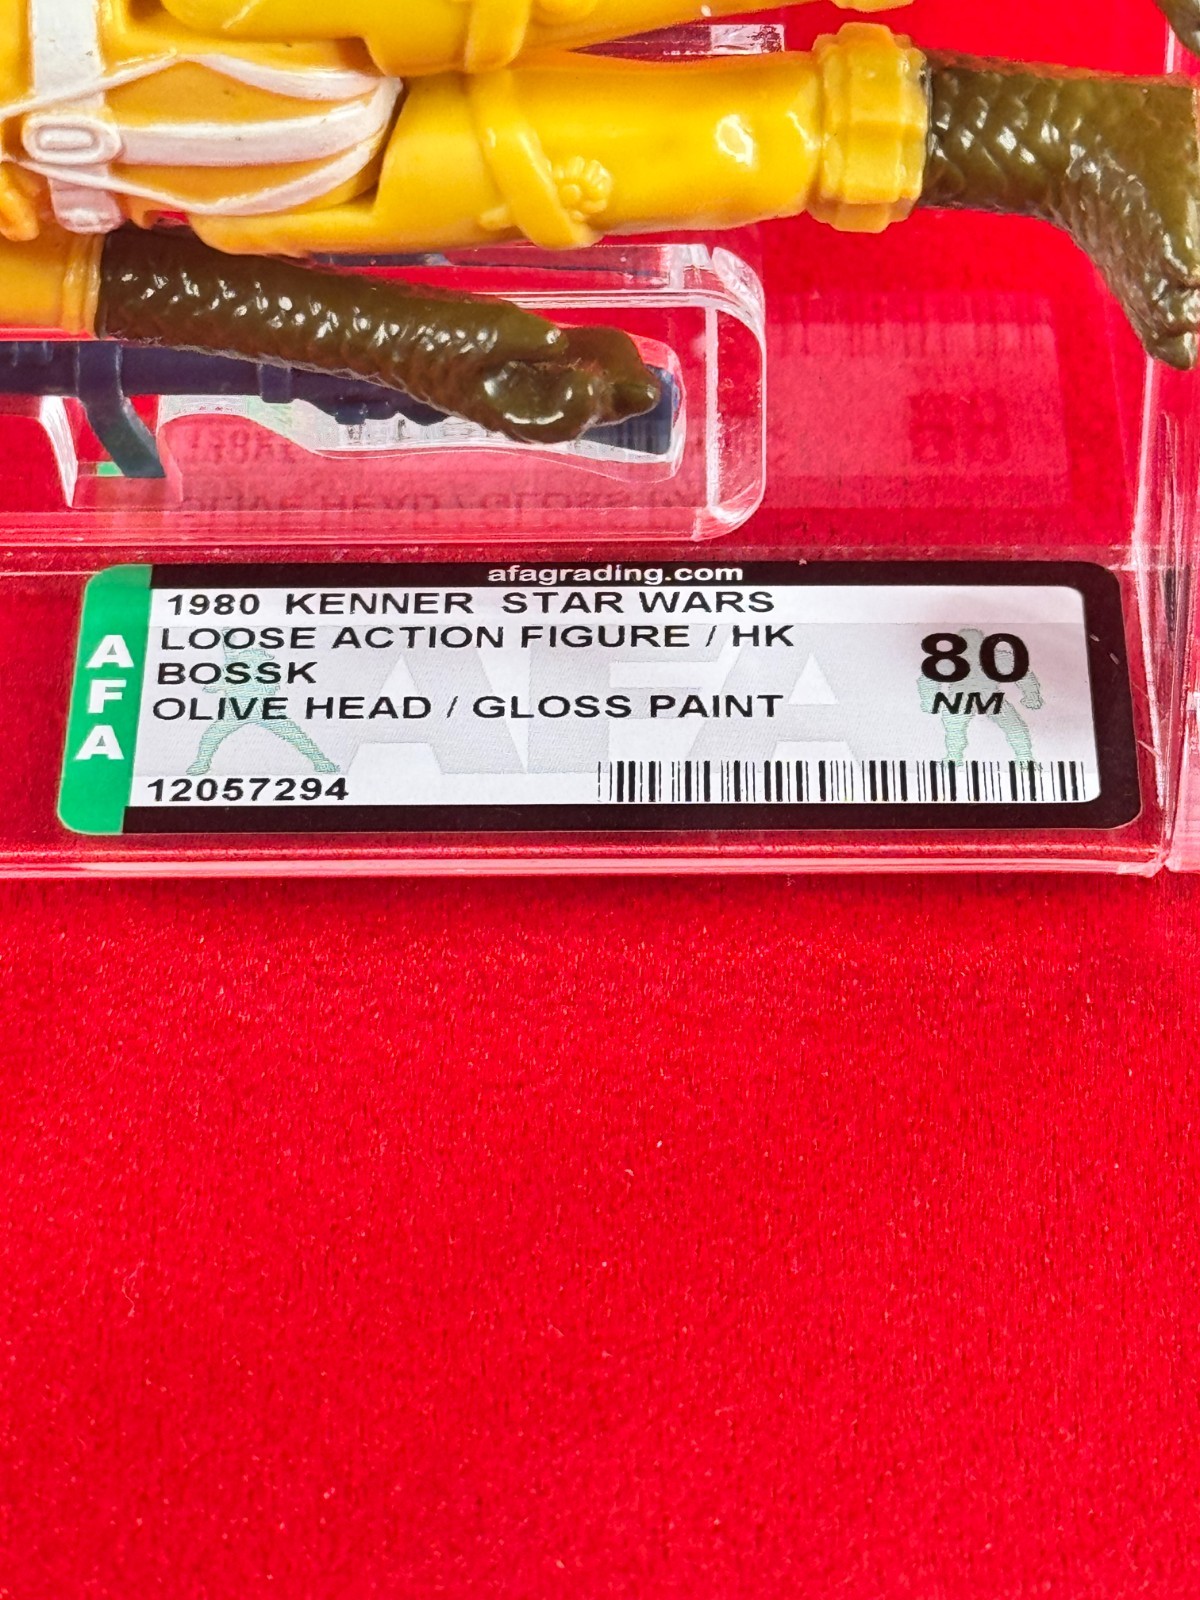 afagrading.com
AFA
1980 KENNER STAR WARS
LOOSE ACTION FIGURE / HK
BOSSK
OLIVE HEAD / GLOSS PAINT
80
NM
12057294
AFA